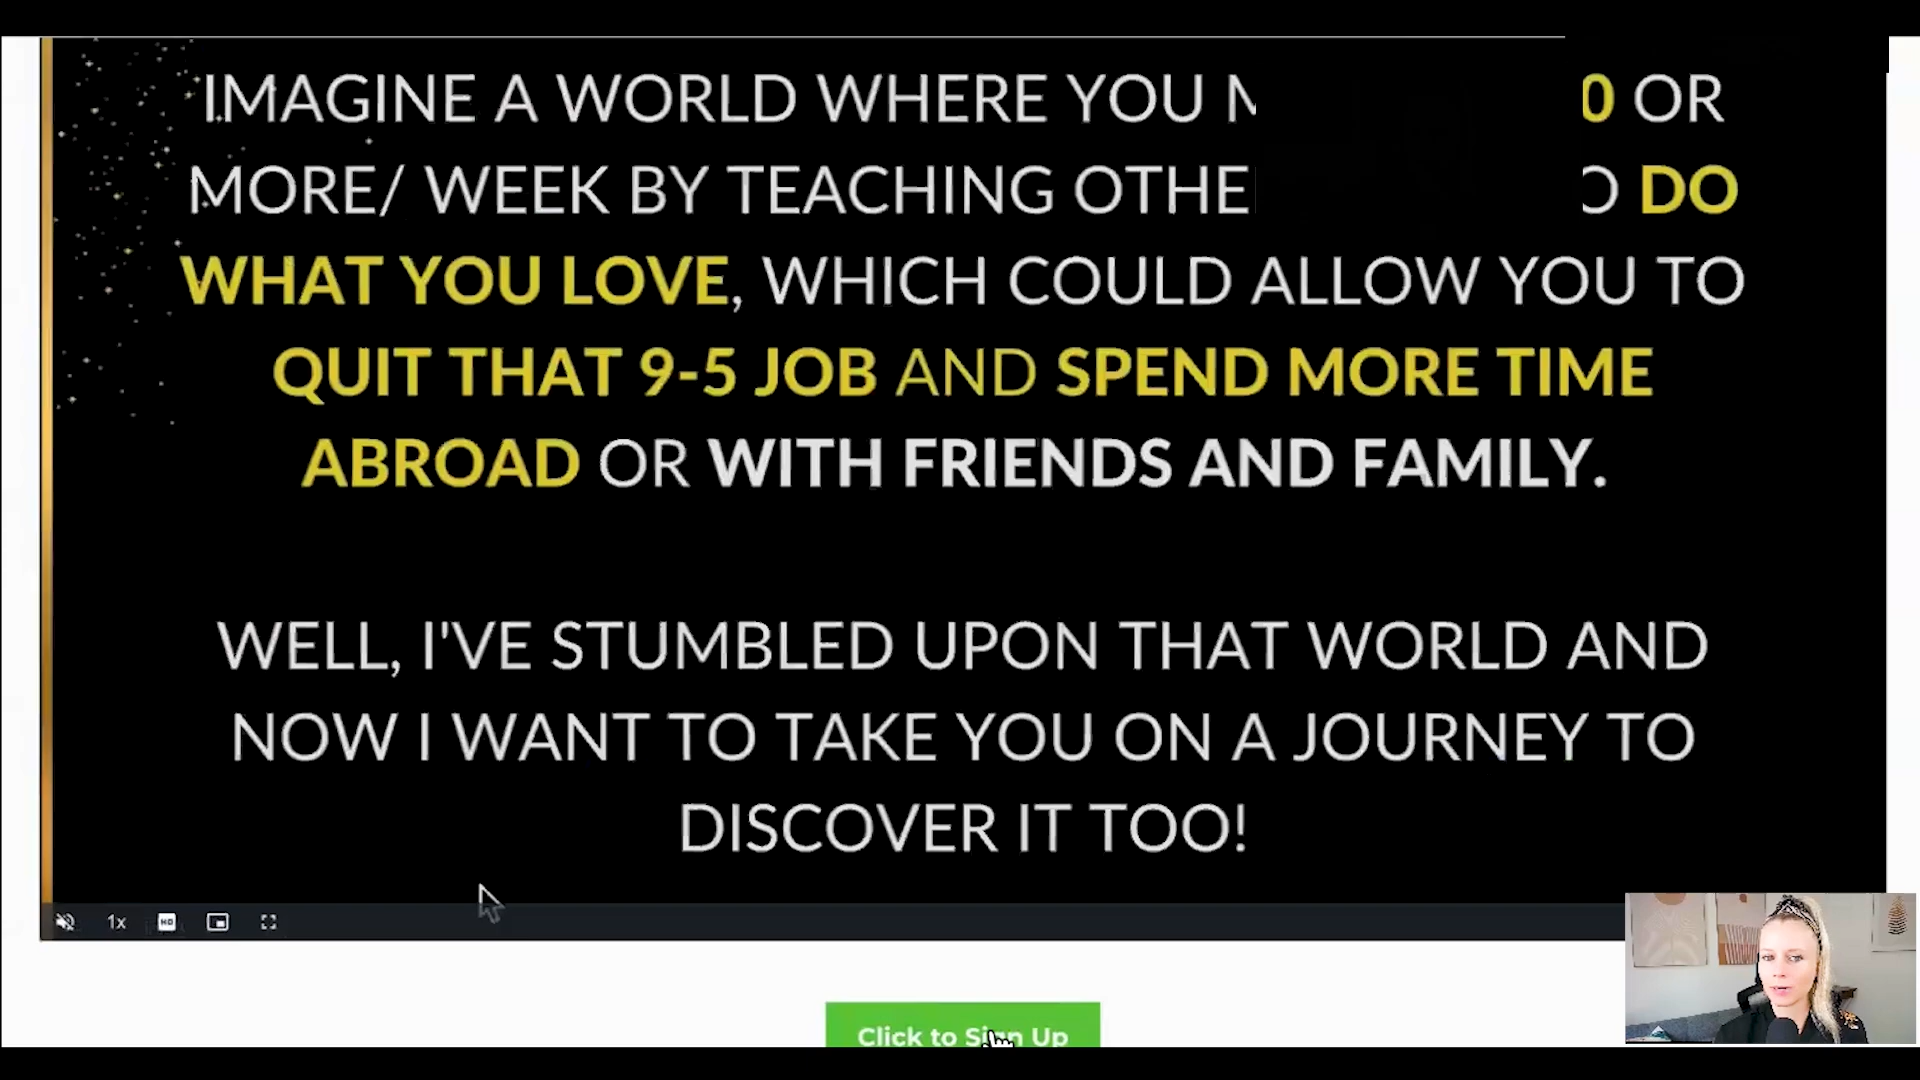 IMAGINE A WORLD WHERE YOU 0 OR
MORE/ WEEK BY TEACHING DO
WHAT YOU LOVE, WHICH COULD ALLOW YOU TO
QUIT THAT 9-5 JOB AND SPEND MORE TIME
ABROAD OR WITH FRIENDS AND FAMILY.
WELL, I'VE STUMBLED UPON THAT WORLD AND
NOW I WANT TO TAKE YOU ON A JOURNEY TO
DISCOVER IT TOO!
1x HD
Click to Sign Up